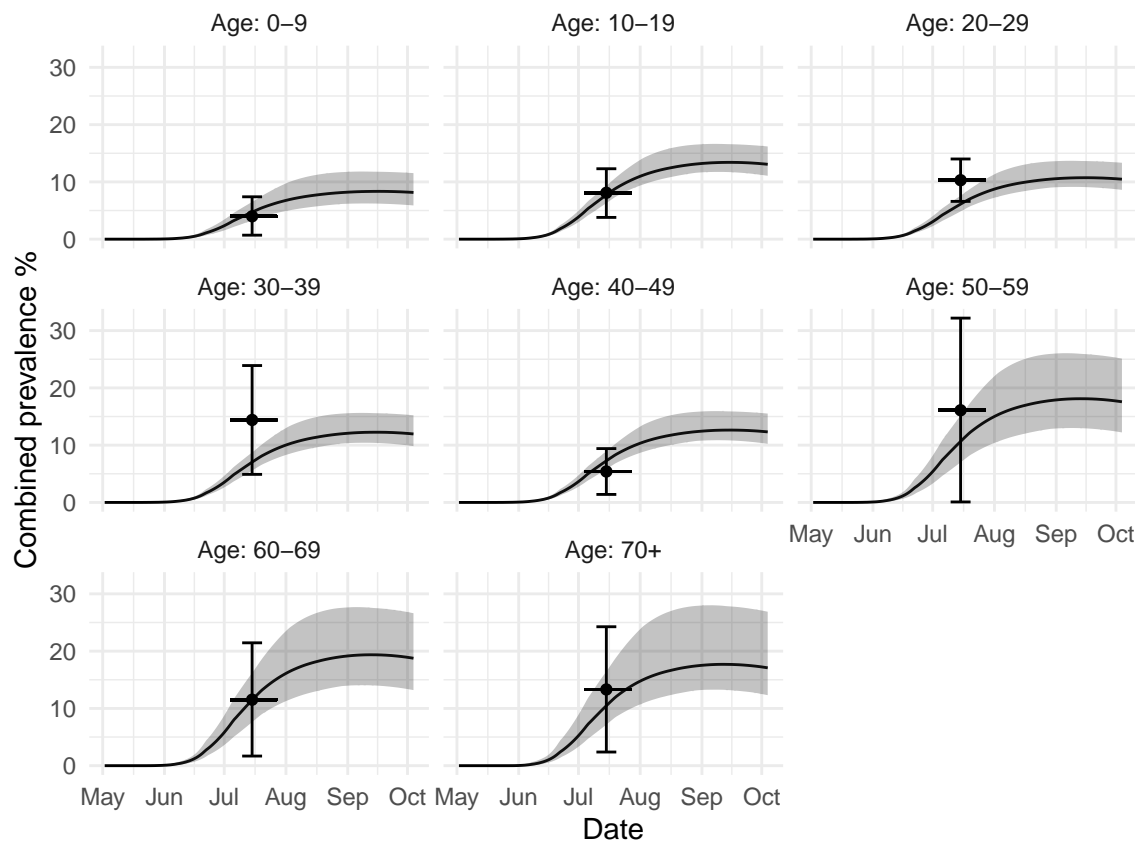 Age: 0–9
Age: 10–19
Age: 20–29
30
20
10
0
Age: 30–39
Age: 40–49
Age: 50–59
30
20
10
0
May Jun Jul Aug Sep Oct
Age: 60–69
Age: 70+
30
20
10
0
May Jun Jul Aug Sep Oct
May Jun Jul Aug Sep Oct
Combined prevalence %
Date